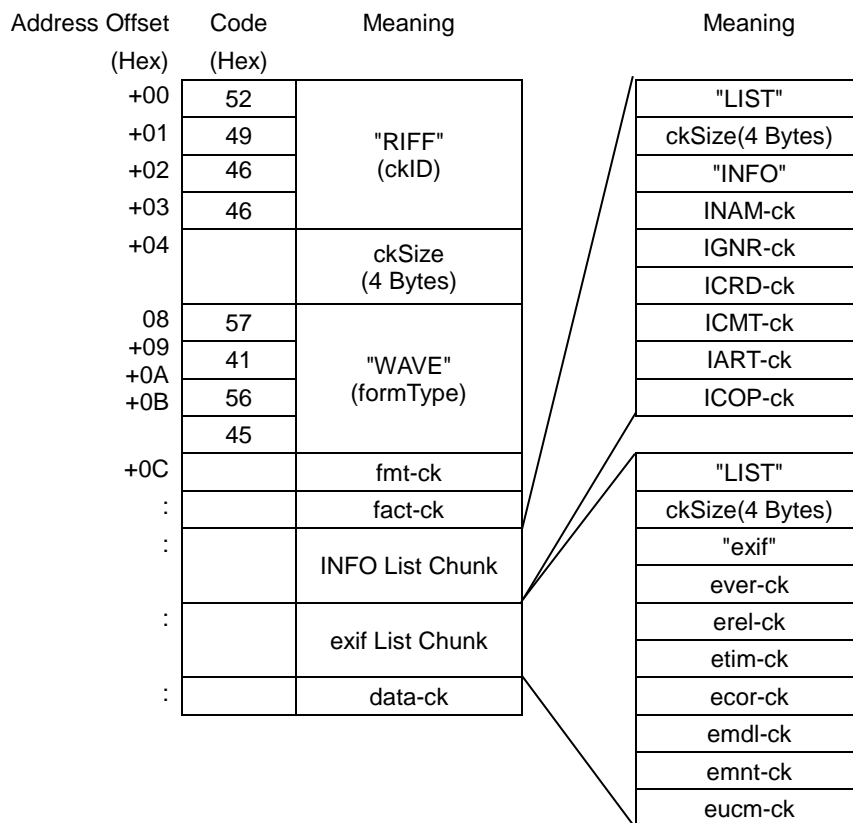 Address Offset Code Meaning Meaning
(Hex) (Hex)
+00 52 "RIFF" (ckID) "LIST"
+01 49 ckSize(4 Bytes)
+02 46 "INFO"
+03 46 INAM-ck
+04 ckSize (4 Bytes) IGNR-ck
ICRD-ck
08 57 "WAVE" (formType) ICMT-ck
+09 41 IART-ck
+0A 56 ICOP-ck
+0B 45
+0C fmt-ck "LIST"
: fact-ck ckSize(4 Bytes)
: INFO List Chunk "exif"
ever-ck
: exif List Chunk erel-ck
etim-ck
: data-ck ecor-ck
emdl-ck
emnt-ck
eucm-ck